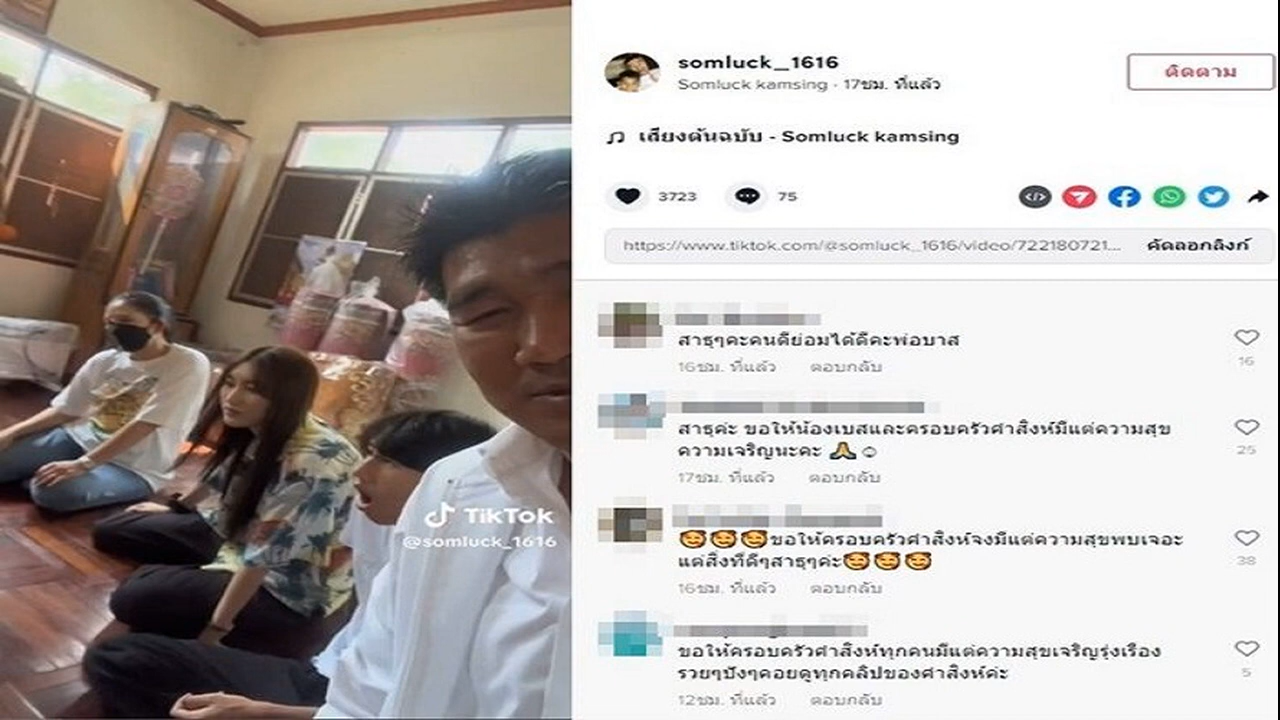 TikTok
@somluck_1616
somluck_1616
Somluck kamsing · 17ชม. ที่แล้ว
ติดตาม
เสียงต้นฉบับ - Somluck kamsing
3723
75
https://www.tiktok.com/@somluck_1616/video/722180721...
คัดลอกลิงก์
สาธุๆคะคนดีย่อมได้ดีคะพ่อบาส
16ชม. ที่แล้ว ตอบกลับ
16
สาธุค่ะ ขอให้น้องเบสและครอบครัวคำสิงห์มีแต่ความสุข
ความเจริญนะคะ 🙏☺
17ชม. ที่แล้ว ตอบกลับ
25
🥰🥰🥰ขอให้ครอบครัวคำสิงห์จงมีแต่ความสุขพบเจอะ
แต่สิ่งที่ดีๆสาธุๆค่ะ🥰🥰🥰
16ชม. ที่แล้ว ตอบกลับ
38
ขอให้ครอบครัวคำสิงห์ทุกคนมีแต่ความสุขเจริญรุ่งเรือง
รวยๆปังๆคอยดูทุกคลิปของคำสิงห์ค่ะ
12ชม. ที่แล้ว ตอบกลับ
5